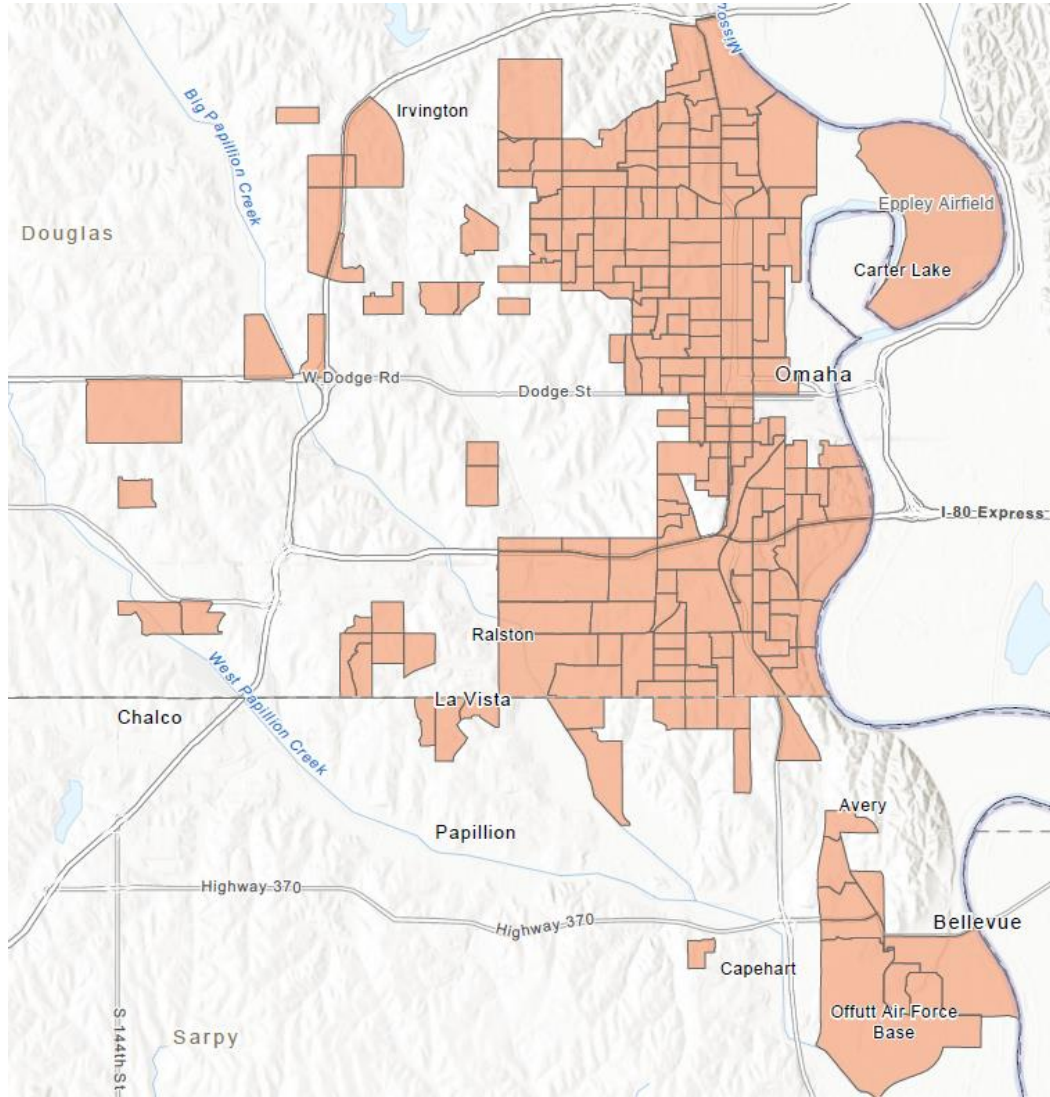 Misso
Big Papillion Creek
Irvington
Eppley Airfield
Douglas
Carter Lake
W Dodge Rd
Dodge St
Omaha
I-80 Express
Ralston
West Papillion Creek
La Vista
Chalco
Avery
Papillion
Highway 370
Highway 370
Bellevue
Capehart
Offutt Air Force
Base
S 144th St
Sarpy